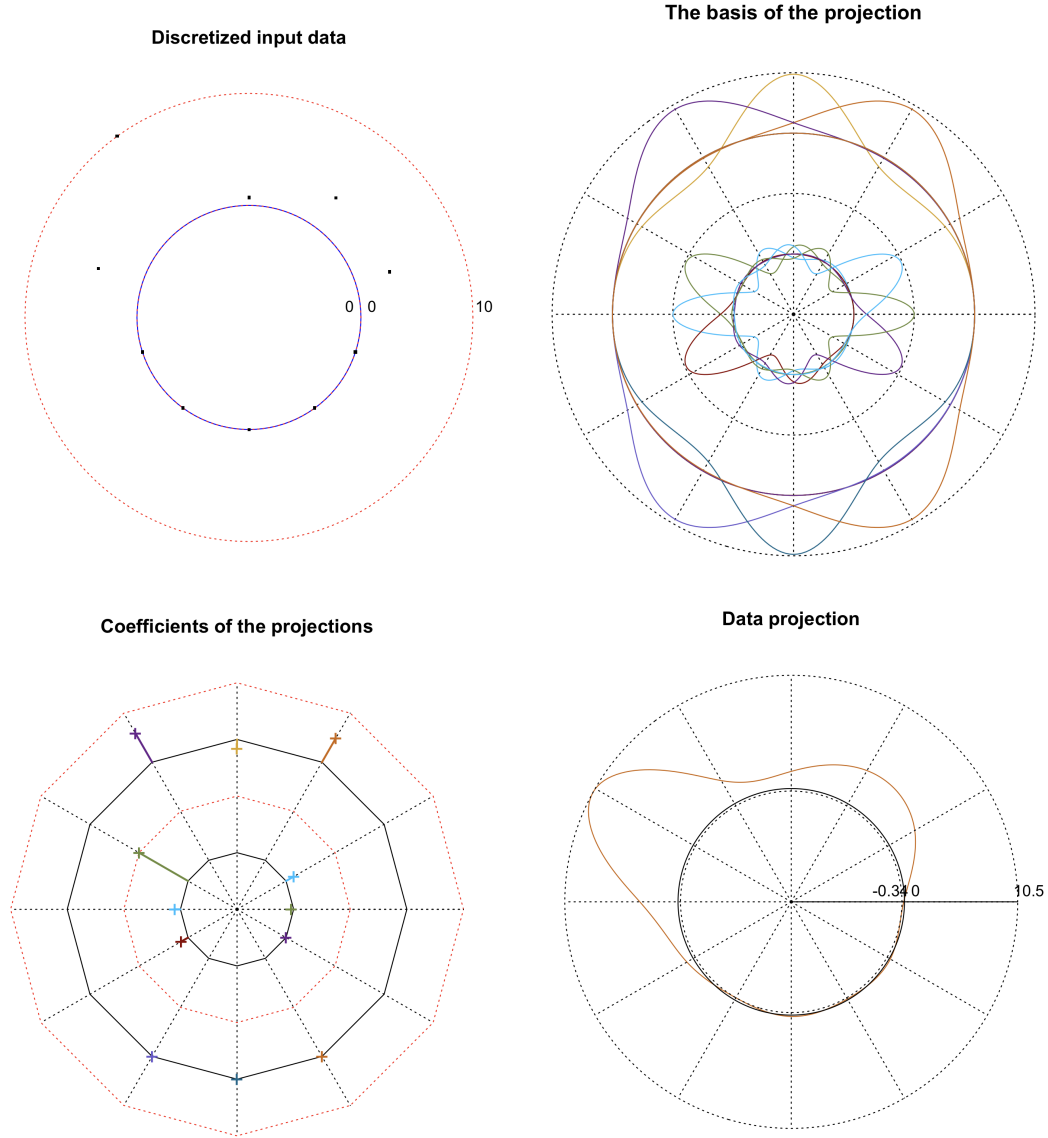 The basis of the projection
Discretized input data
0 0 10
Data projection
Coefficients of the projections
-0.34 0 10.5